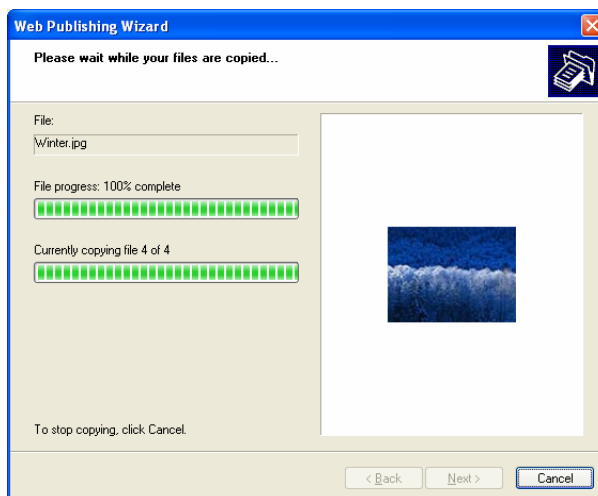 Web Publishing Wizard
Please wait while your files are copied...
File:
Winter.jpg
File progress: 100% complete
Currently copying file 4 of 4
To stop copying, click Cancel.
< Back
Next >
Cancel